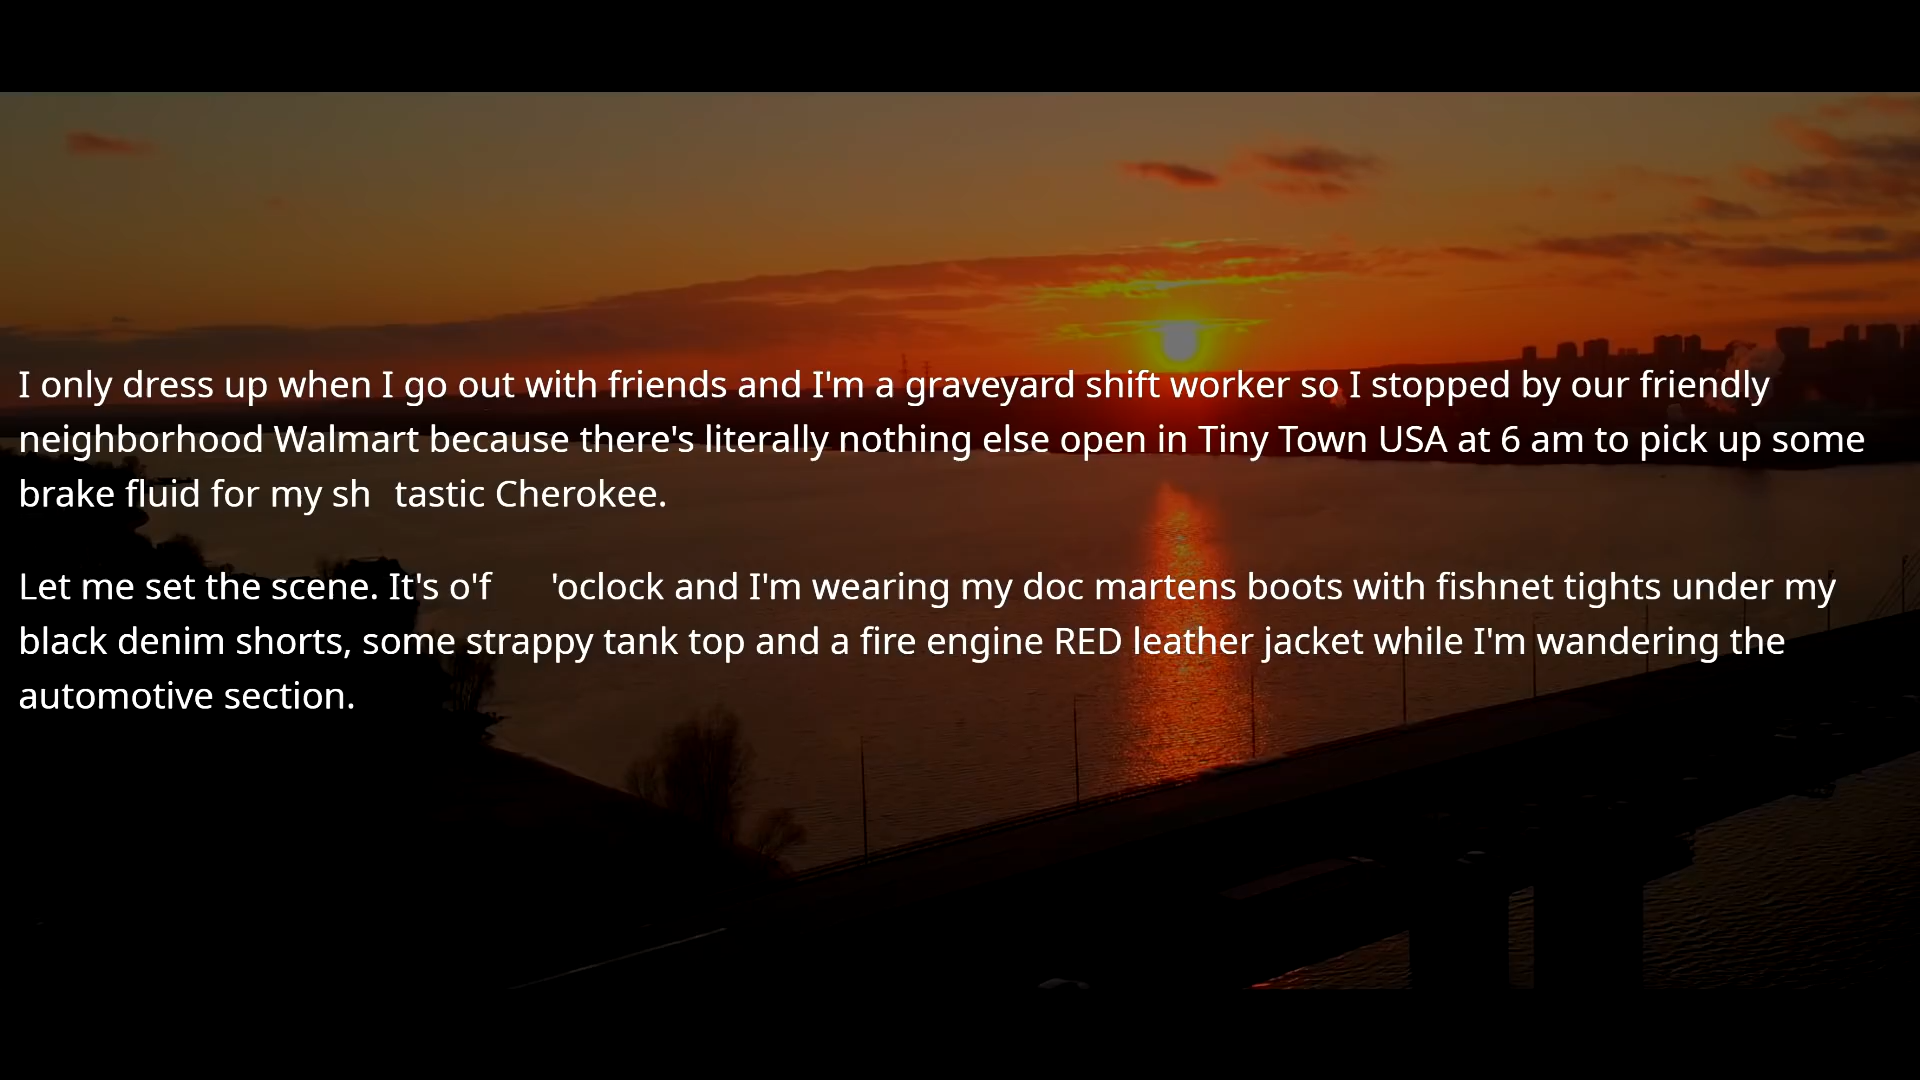 I only dress up when I go out with friends and I'm a graveyard shift worker so I stopped by our friendly
neighborhood Walmart because there's literally nothing else open in Tiny Town USA at 6 am to pick up some
brake fluid for my sh  tastic Cherokee.
Let me set the scene. It's o'f   'oclock and I'm wearing my doc martens boots with fishnet tights under my
black denim shorts, some strappy tank top and a fire engine RED leather jacket while I'm wandering the
automotive section.